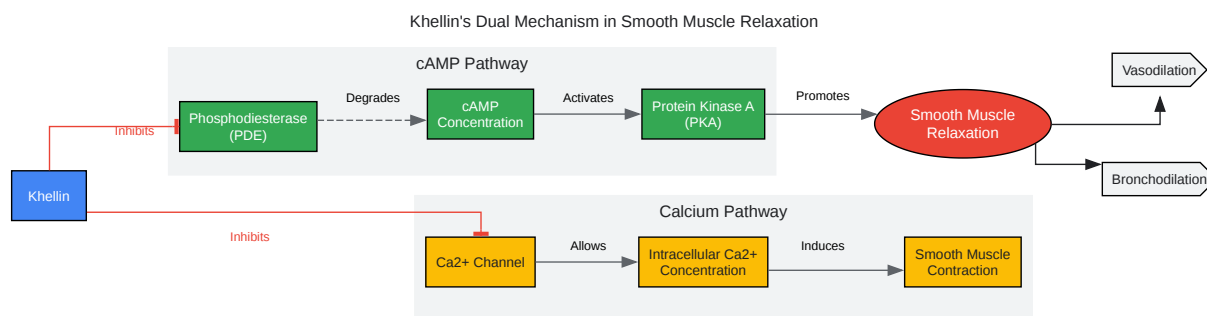 Khellin's Dual Mechanism in Smooth Muscle Relaxation
cAMP Pathway
Vasodilation
Degrades
Activates
Promotes
Phosphodiesterase
(PDE)
cAMP
Concentration
Protein Kinase A
(PKA)
Smooth Muscle
Relaxation
Inhibits
Bronchodilation
Khellin
Calcium Pathway
Inhibits
Allows
Induces
Ca2+ Channel
Intracellular Ca2+
Concentration
Smooth Muscle
Contraction